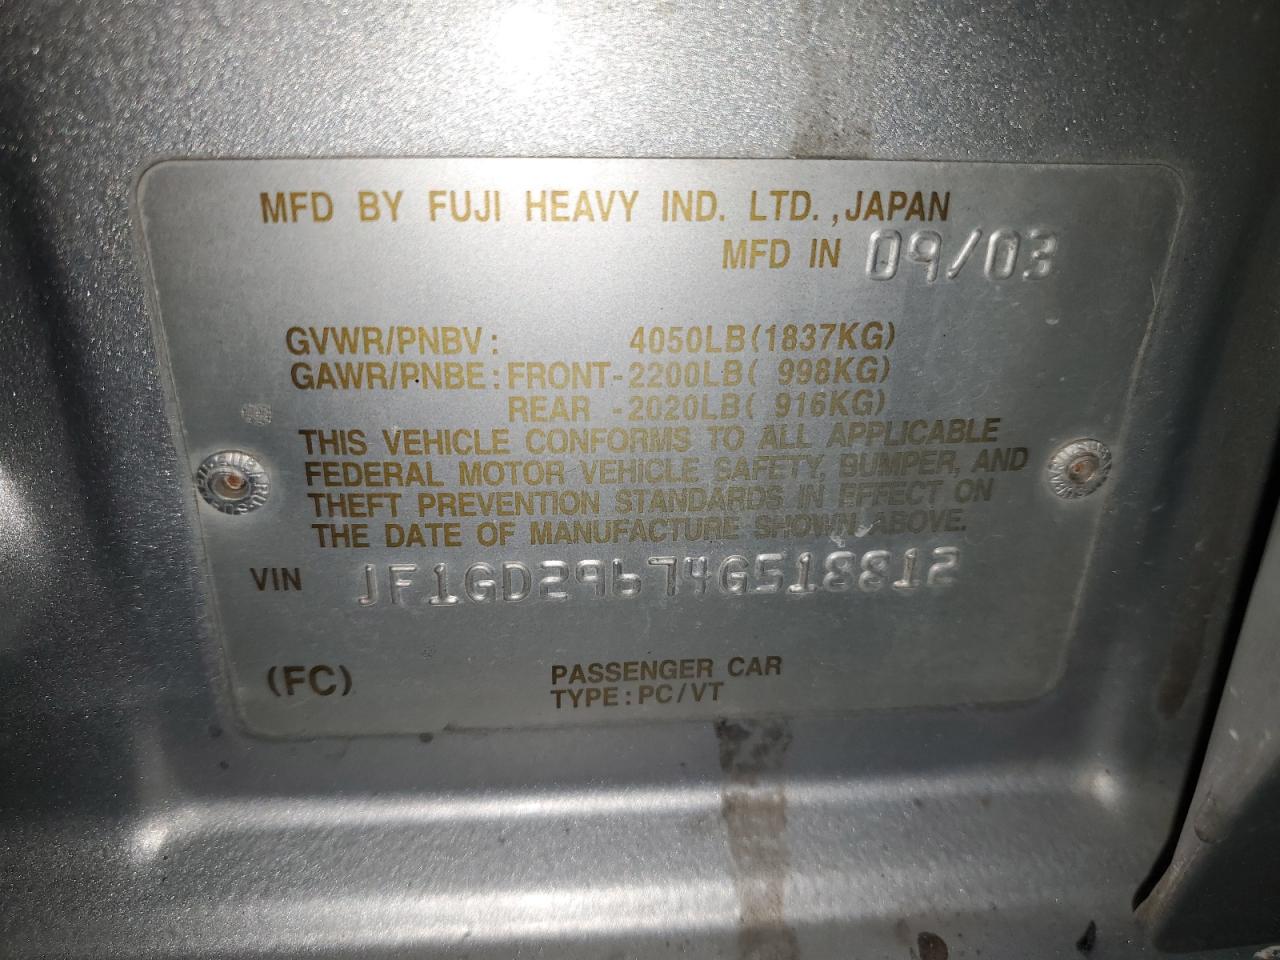 MFD BY FUJI HEAVY IND. LTD., JAPAN
MFD IN 09/03
GVWR/PNBV: 4050LB(1837KG)
GAWR/PNBE: FRONT-2200LB( 998KG)
REAR -2020LB( 916KG)
THIS VEHICLE CONFORMS TO ALL APPLICABLE
FEDERAL MOTOR VEHICLE SAFETY, BUMPER, AND
THEFT PREVENTION STANDARDS IN EFFECT ON
THE DATE OF MANUFACTURE SHOWN ABOVE.
VIN JF1GD29674G518812
(FC) PASSENGER CAR
TYPE: PC/VT